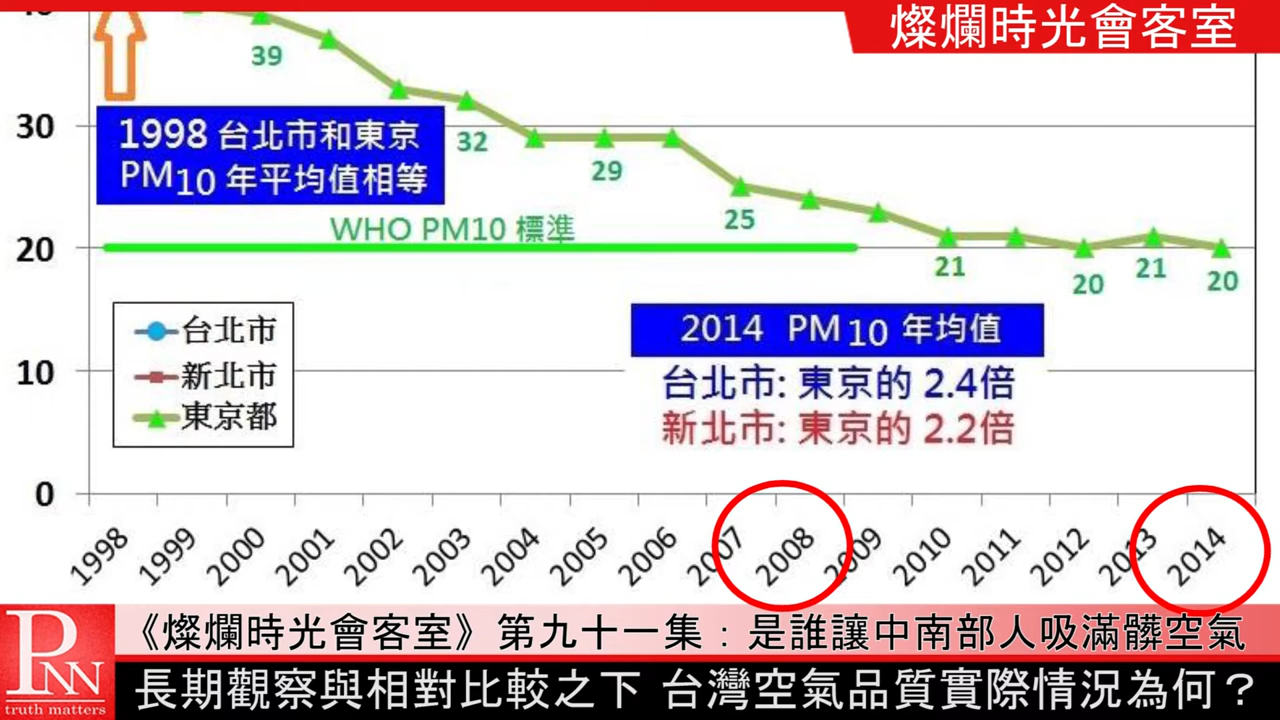 燦爛時光會客室
39
30
1998 台北市和東京
PM10 年平均值相等
32
29
25
WHO PM10 標準
20
21
20
21
20
台北市
新北市
東京都
2014 PM10 年均值
台北市: 東京的 2.4倍
新北市: 東京的 2.2倍
10
0
1998 1999 2000 2001 2002 2003 2004 2005 2006 2007 2008 2009 2010 2011 2012 2013 2014
《燦爛時光會客室》第九十一集：是誰讓中南部人吸滿髒空氣
PNN
truth matters
長期觀察與相對比較之下 台灣空氣品質實際情況為何？